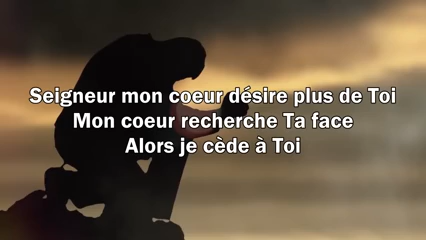 Seigneur mon coeur désire plus de Toi
Mon coeur recherche Ta face
Alors je cède à Toi